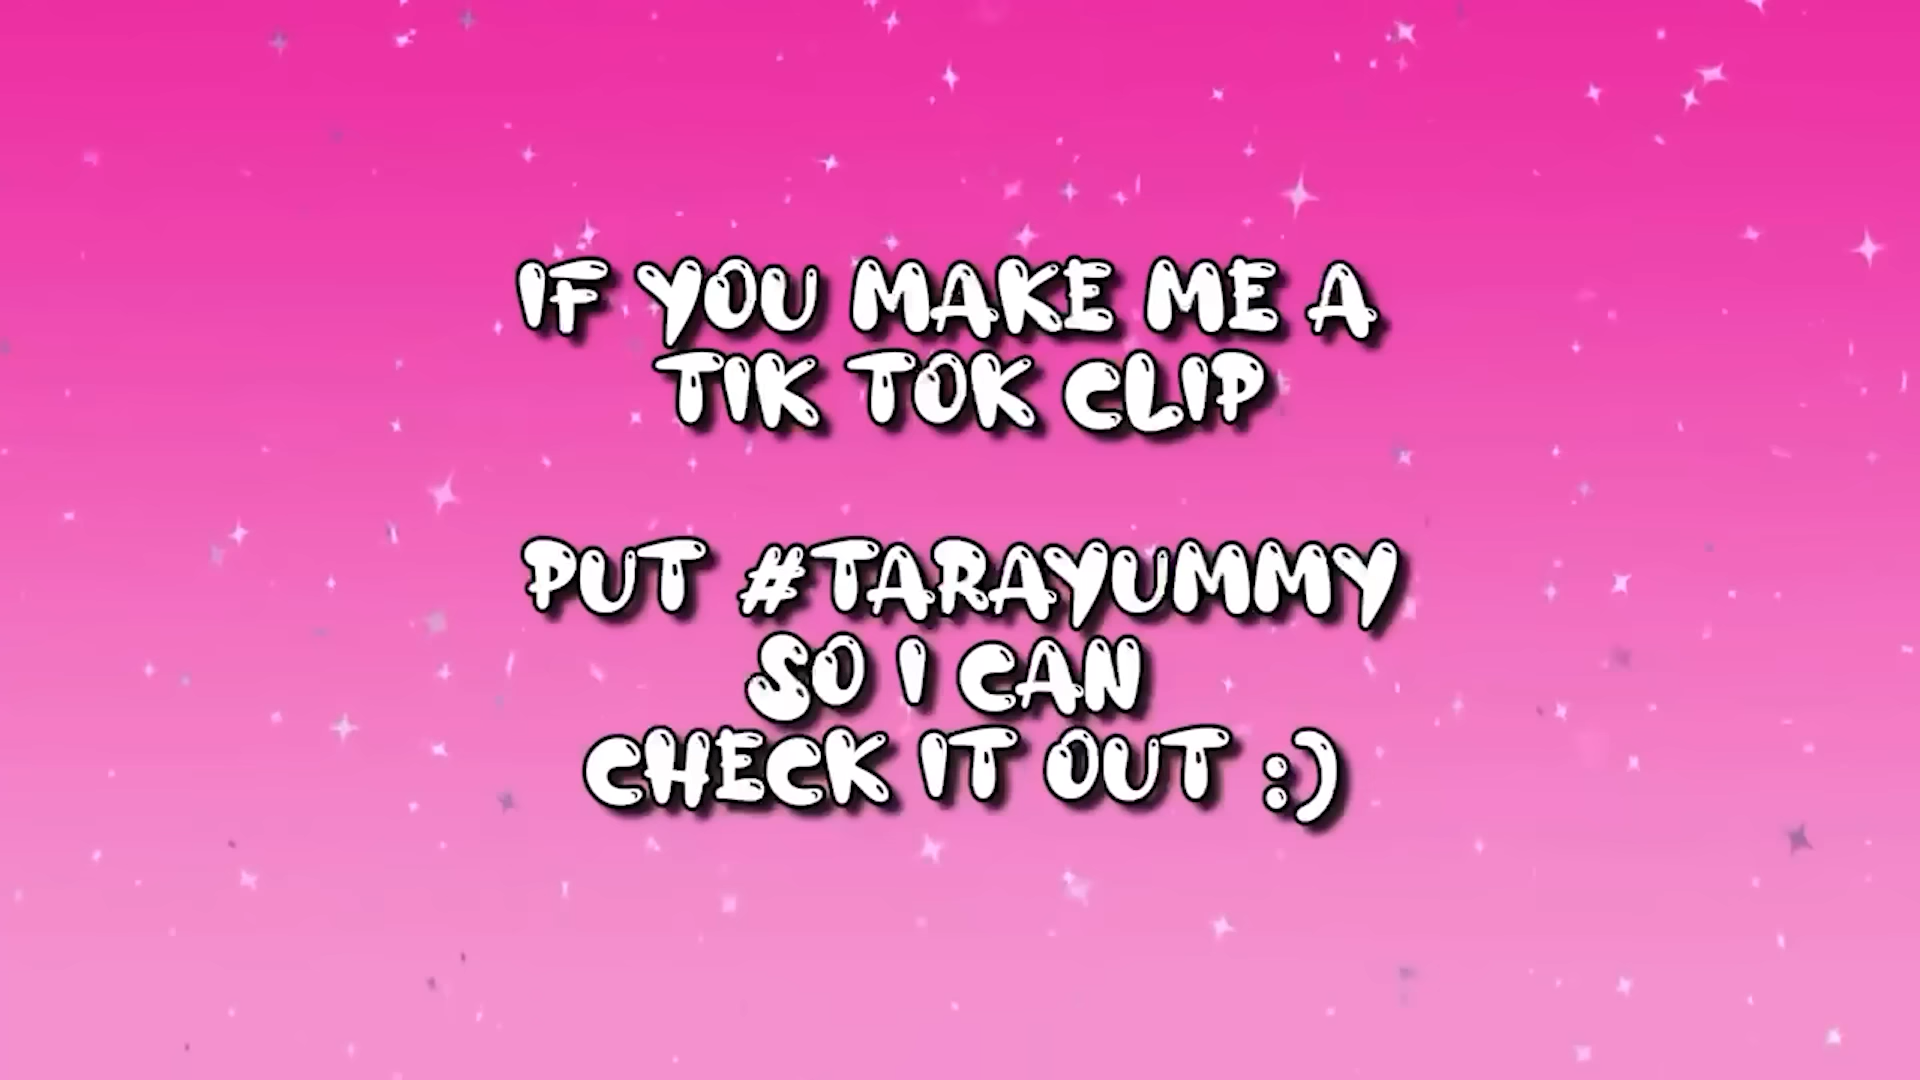 IF YOU MAKE ME A
TIK TOK CLIP
PUT #TARAYUMMY
SO I CAN
CHECK IT OUT :)